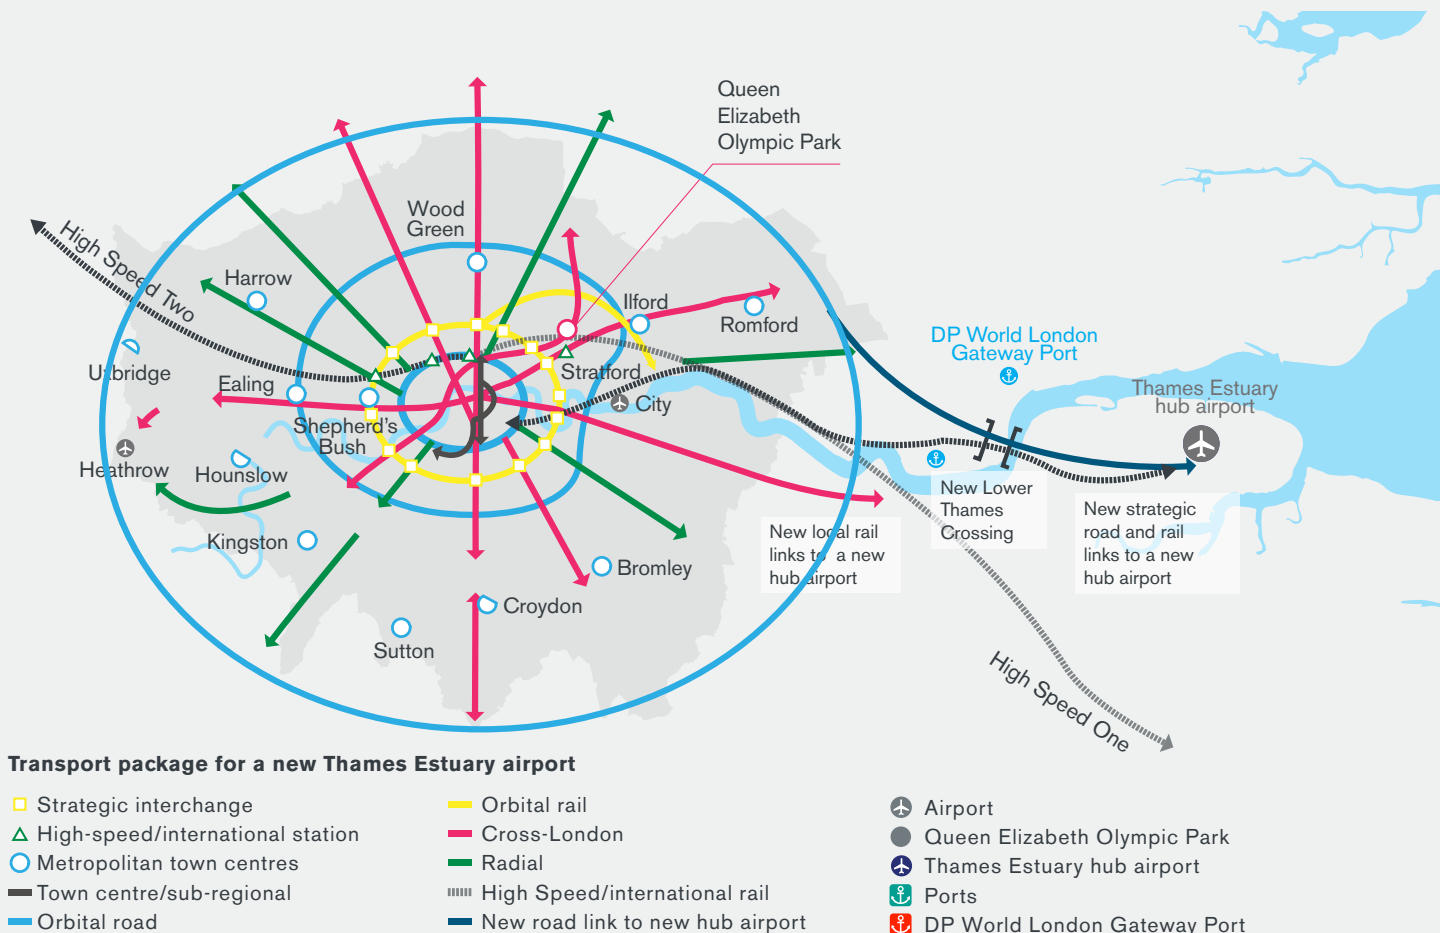 Queen
Elizabeth
Olympic Park
Wood
Green
High Speed Two
Harrow
Ilford
Romford
DP World London
Gateway Port
Uxbridge
Ealing
Stratford
City
Thames Estuary
hub airport
Shepherd's
Bush
Heathrow
Hounslow
New Lower
Thames
Crossing
New strategic
road and rail
links to a new
hub airport
New local rail
links to a new
hub airport
Kingston
Bromley
Croydon
Sutton
High Speed One
Transport package for a new Thames Estuary airport
Strategic interchange
High-speed/international station
Metropolitan town centres
Town centre/sub-regional
Orbital road
Orbital rail
Cross-London
Radial
High Speed/international rail
New road link to new hub airport
Airport
Queen Elizabeth Olympic Park
Thames Estuary hub airport
Ports
DP World London Gateway Port